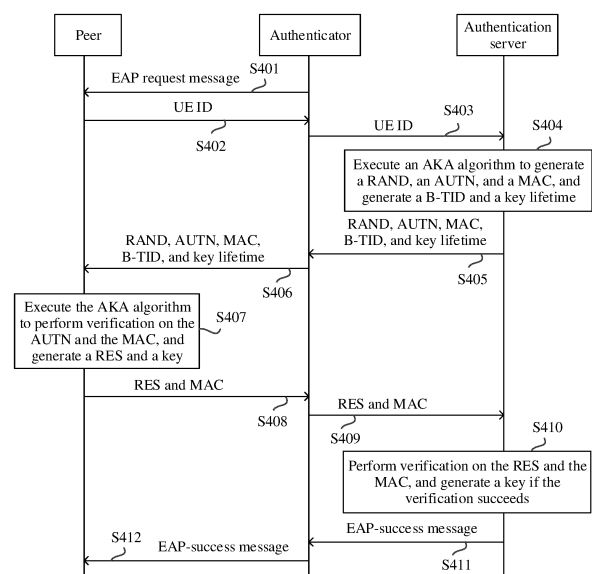 Peer
Authenticator
Authentication
server
S401
EAP request message
UE ID
S402
S403
UE ID
S404
Execute an AKA algorithm to generate
a RAND, an AUTN, and a MAC, and
generate a B-TID and a key lifetime
RAND, AUTN, MAC,
B-TID, and key lifetime
S405
RAND, AUTN, MAC,
B-TID, and key lifetime
S406
Execute the AKA algorithm
to perform verification on the
AUTN and the MAC, and
generate a RES and a key
S407
RES and MAC
S408
RES and MAC
S409
S410
Perform verification on the RES and the
MAC, and generate a key if the
verification succeeds
EAP-success message
S411
S412
EAP-success message